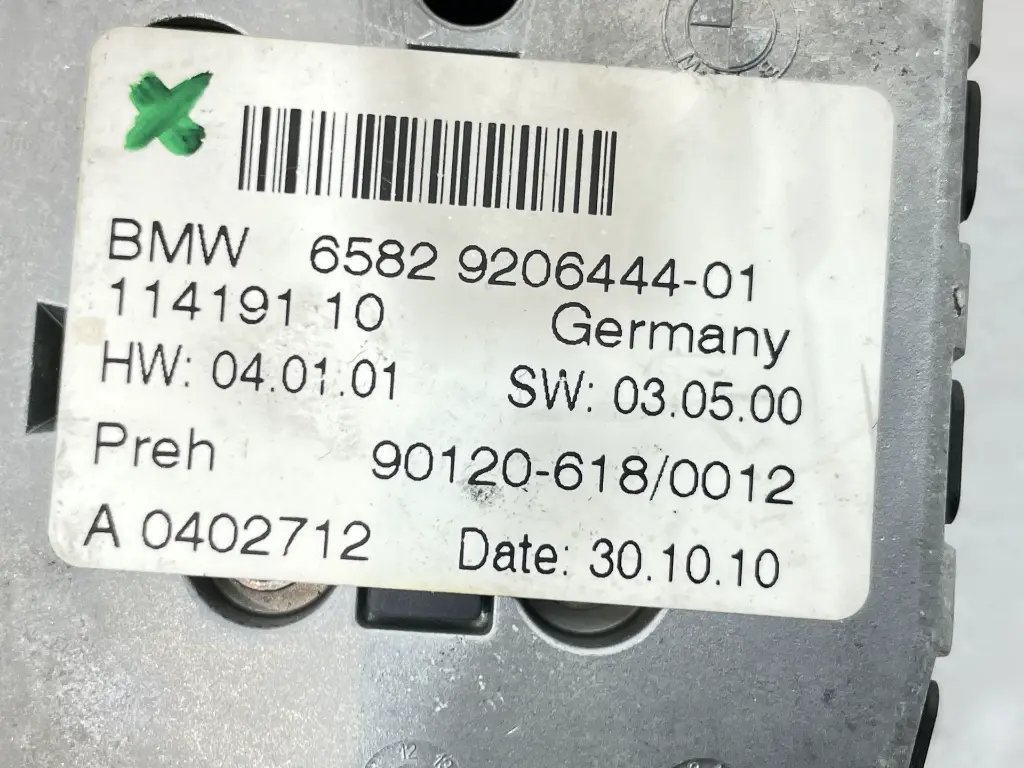 BMW 6582 9206444-01
114191 10 Germany
HW: 04.01.01 SW: 03.05.00
Preh 90120-618/0012
A 0402712 Date: 30.10.10
12